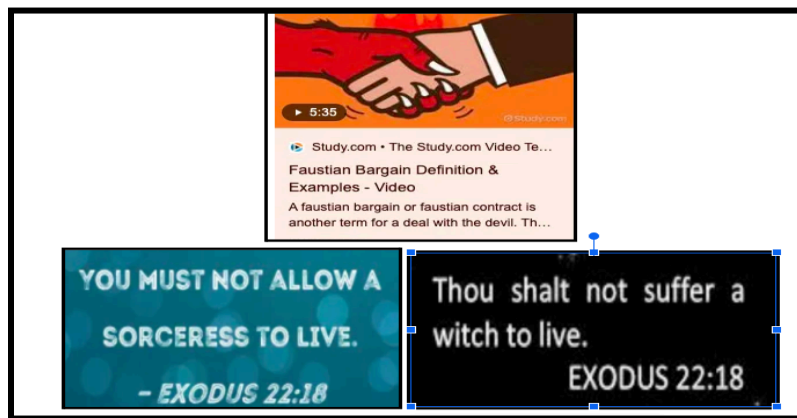 5:35
@Study.com
Study.com • The Study.com Video Te...
Faustian Bargain Definition &
Examples - Video
A faustian bargain or faustian contract is
another term for a deal with the devil. Th...
YOU MUST NOT ALLOW A
SORCERESS TO LIVE.
– EXODUS 22:18
Thou shalt not suffer a
witch to live.
EXODUS 22:18